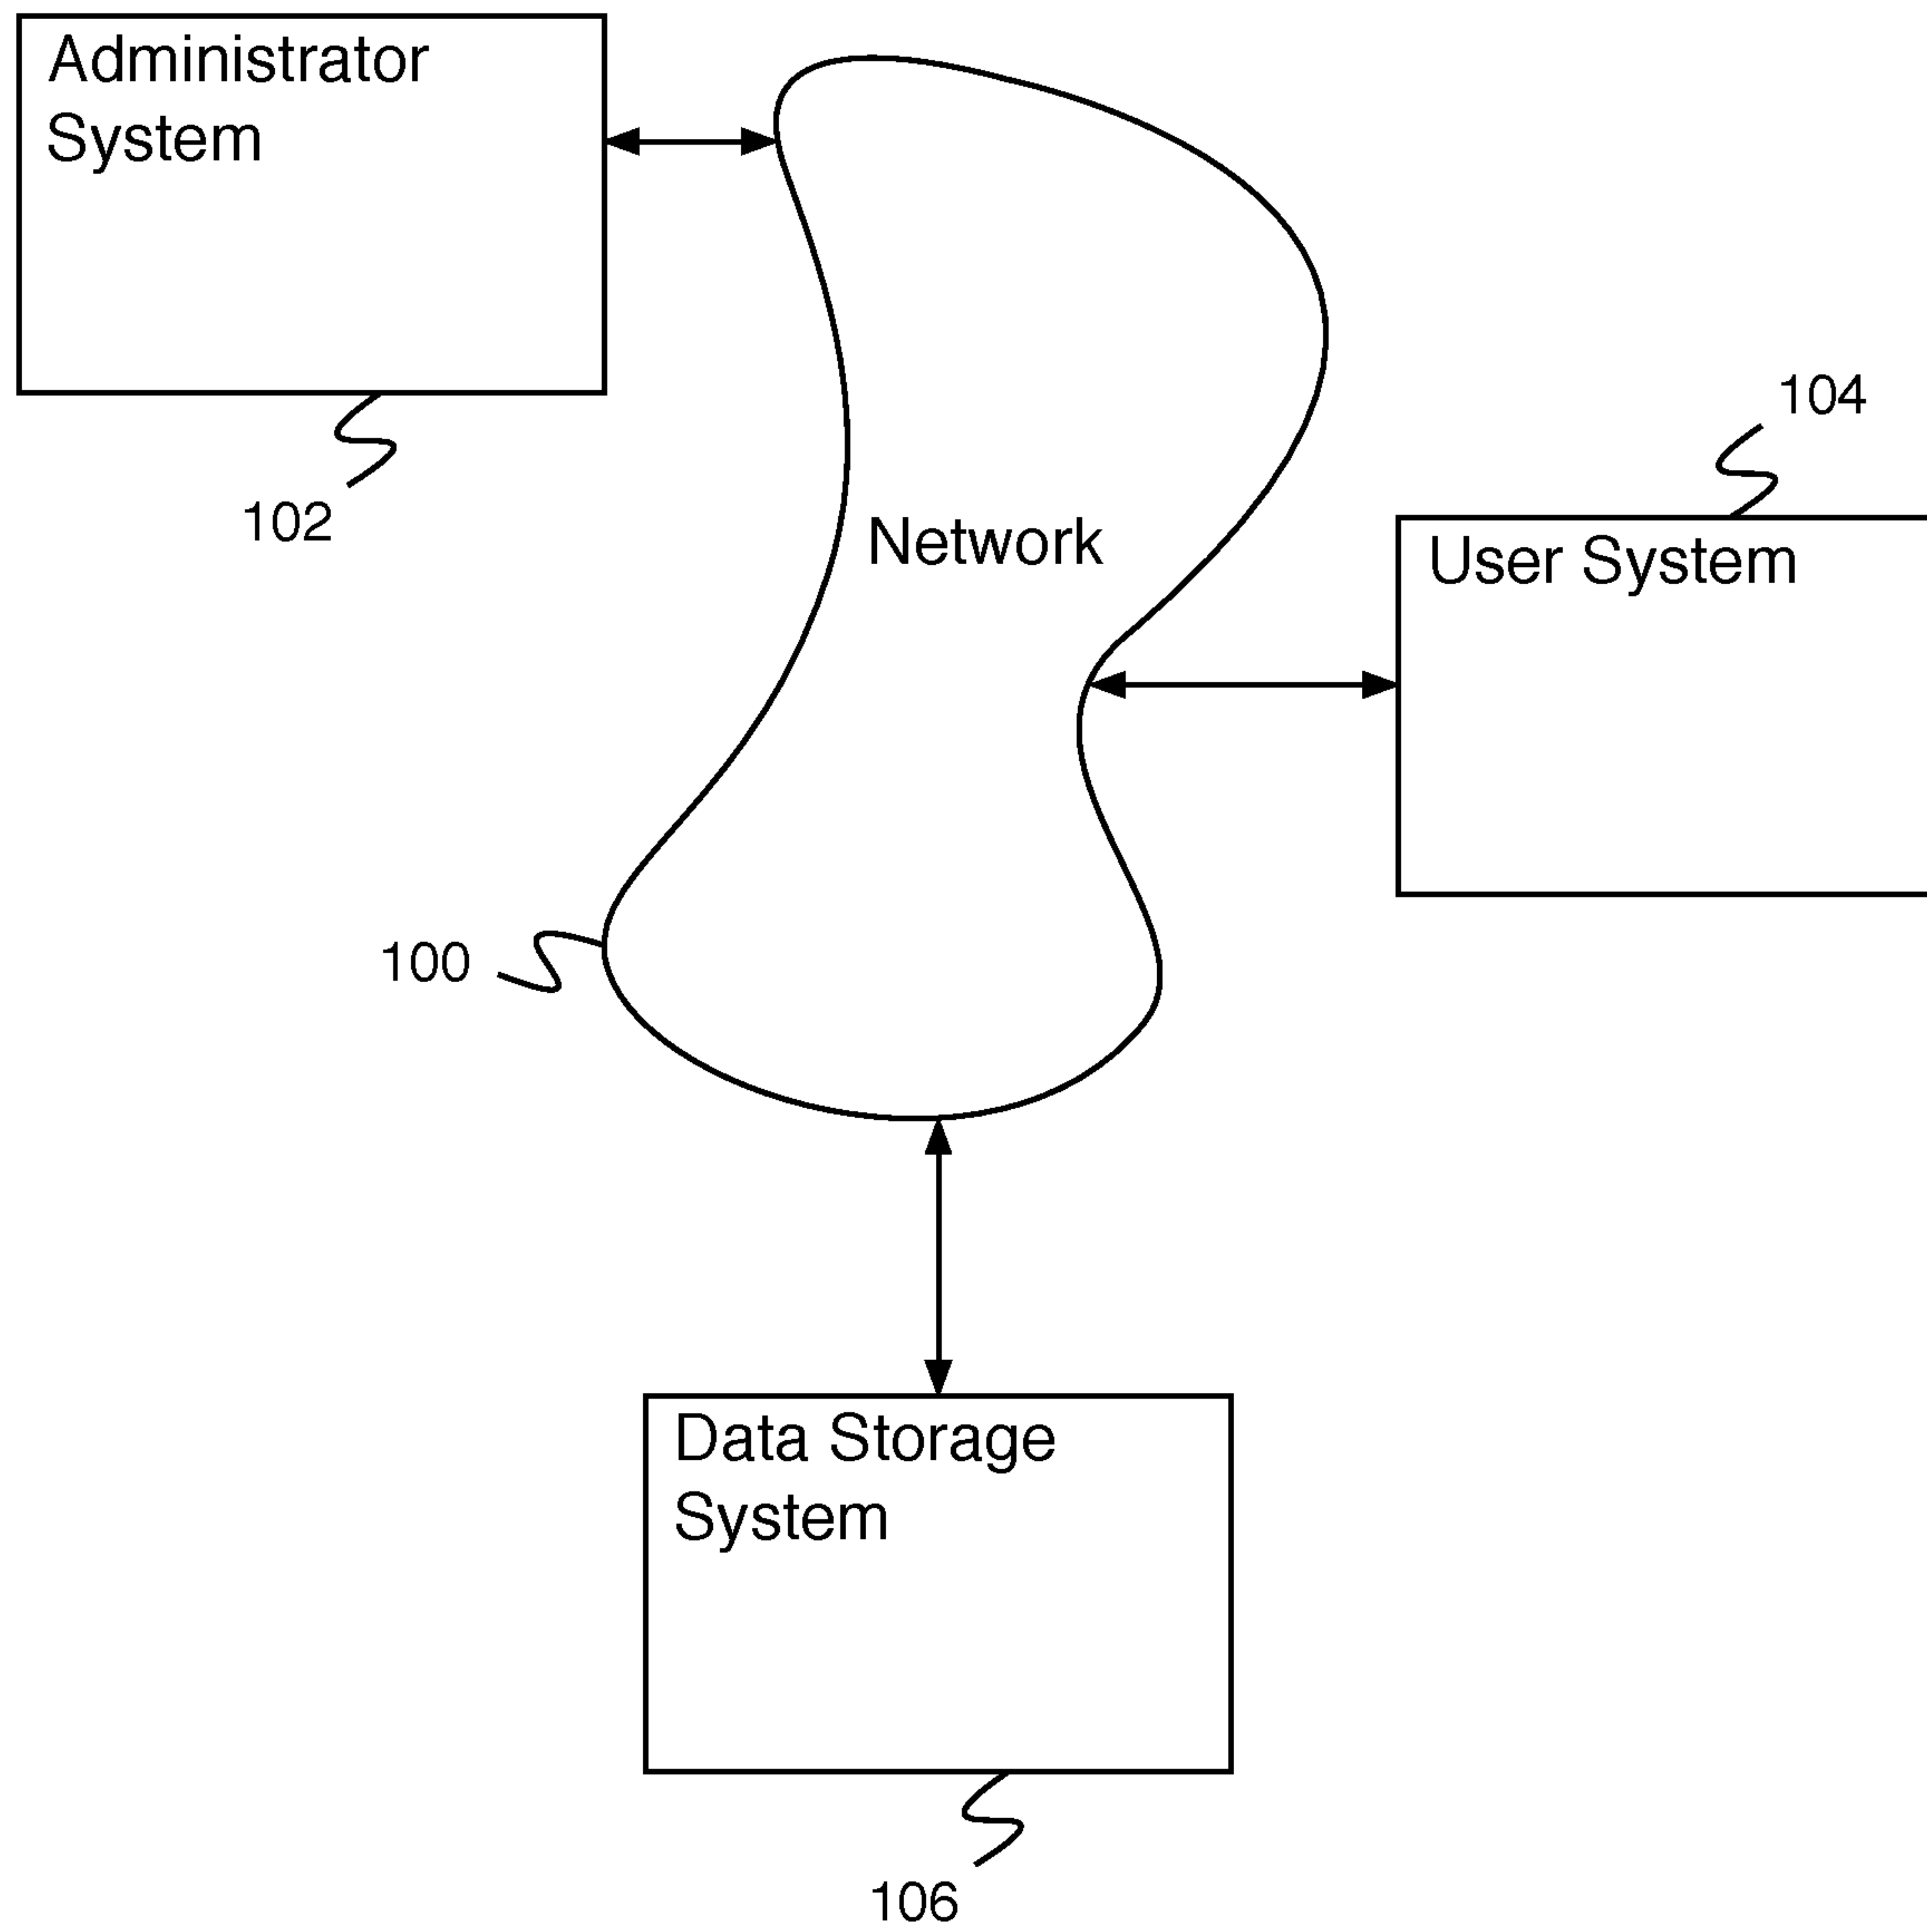 Administrator
System
102
Network
104
User System
100
Data Storage
System
106